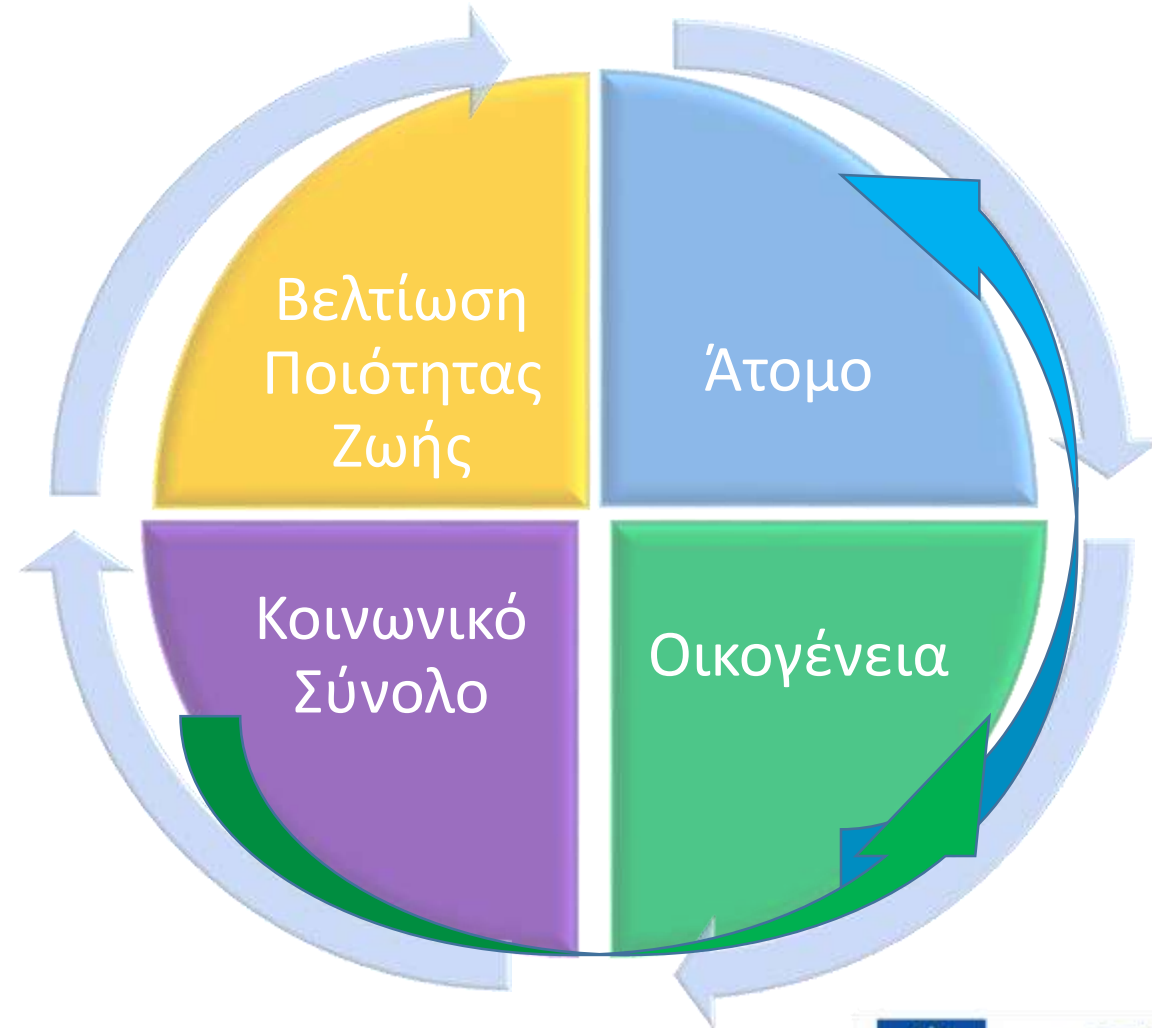 Βελτίωση
Ποιότητας
Ζωής
Άτομο
Κοινωνικό
Σύνολο
Οικογένεια